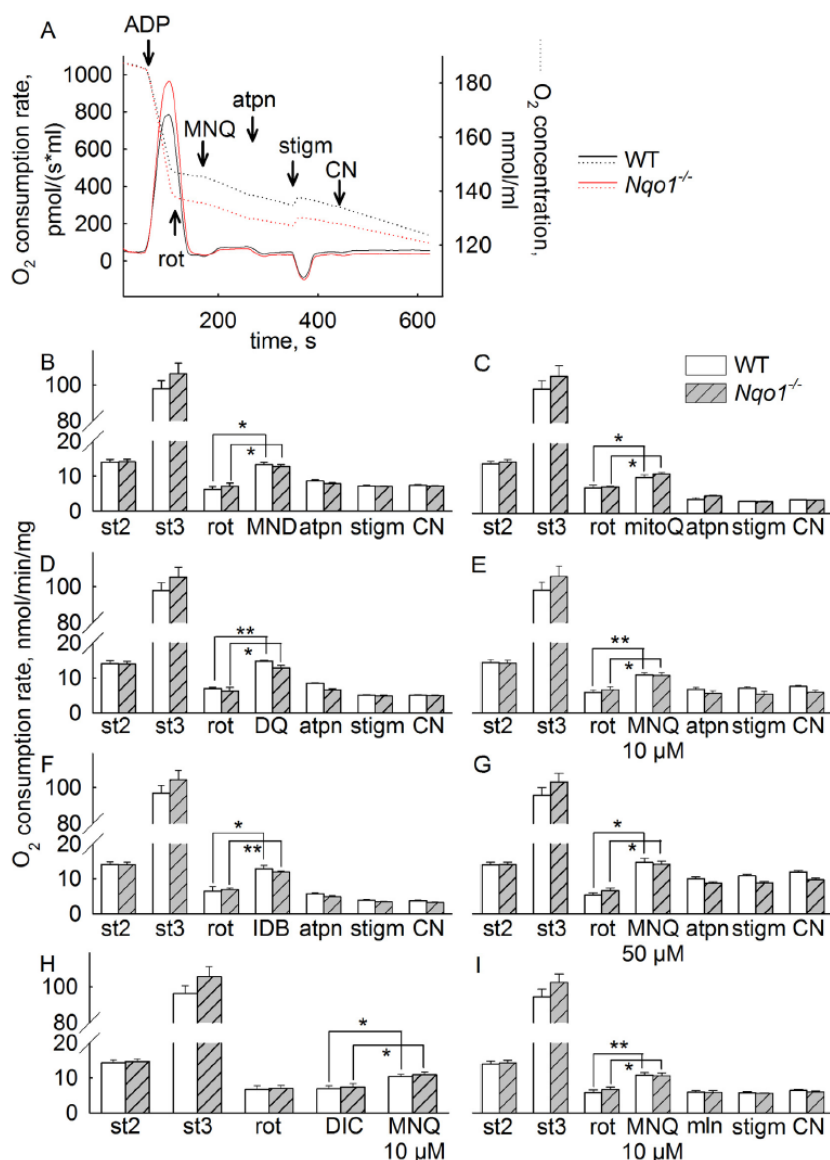 A
ADP
O2 consumption rate,
pmol/(s*ml)
1000
800
600
400
200
0
MNQ
atpn
stigm
CN
rot
200
400
600
time, s
180
160
140
120
O2 concentration,
nmol/ml
WT
Nqo1-/-
O2 consumption rate, nmol/min/mg
B
100
80
20
10
0
*
*
st2 st3 rot MND atpn stigm CN
C
WT
Nqo1-/-
*
*
st2 st3 rot mitoQ atpn stigm CN
D
100
80
20
10
0
**
*
st2 st3 rot DQ atpn stigm CN
E
100
80
20
10
0
**
*
st2 st3 rot MNQ atpn stigm CN
10 µM
F
100
80
20
10
0
*
**
st2 st3 rot IDB atpn stigm CN
G
100
80
20
10
0
*
*
st2 st3 rot MNQ atpn stigm CN
50 µM
H
100
80
20
10
0
*
*
st2 st3 rot DIC MNQ
10 µM
I
100
80
20
10
0
**
*
st2 st3 rot MNQ mln stigm CN
10 µM